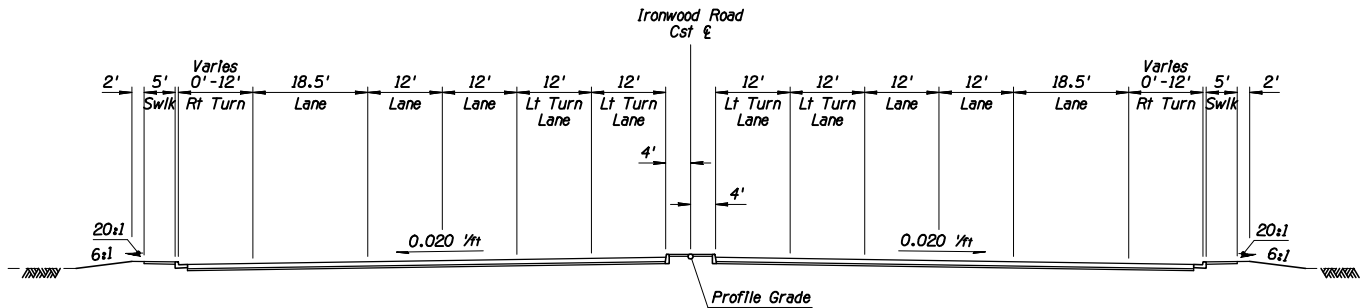 Ironwood Road
Cst ℄
Varies
Varies
2' 5' 0'-12' 18.5' 12' 12' 12' 12' 12' 12' 12' 12' 18.5' 0'-12' 5' 2'
Swlk Rt Turn Lane Lane Lane Lt Turn Lt Turn Lt Turn Lt Turn Lane Lane Lane Rt Turn Swlk
Lane Lane Lane Lane
4'
4'
20:1 20:1
0.020 '/ft 0.020 '/ft
6:1 6:1
Profile Grade